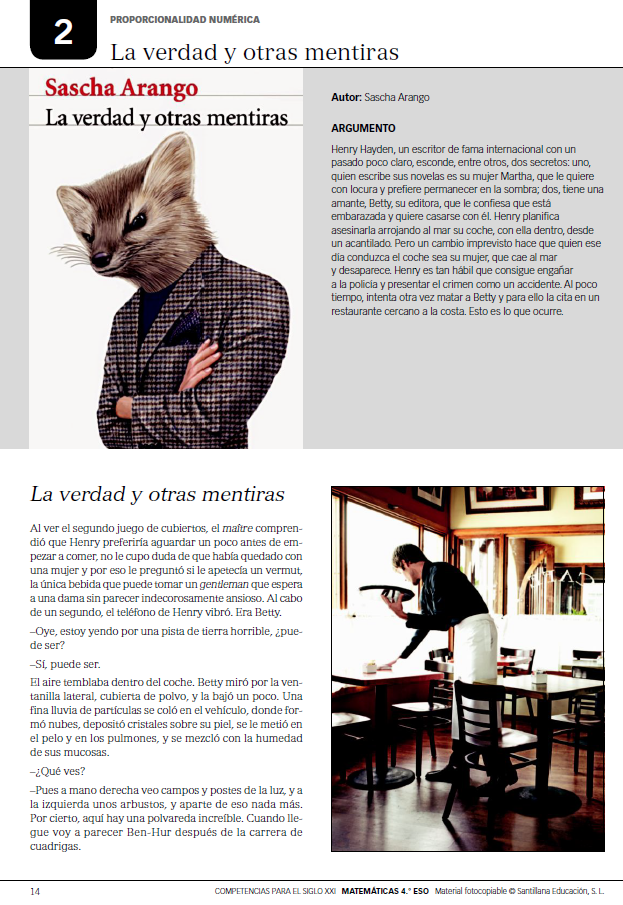 2
PROPORCIONALIDAD NUMÉRICA
La verdad y otras mentiras
Sascha Arango
La verdad y otras mentiras
Autor: Sascha Arango
ARGUMENTO
Henry Hayden, un escritor de fama internacional con un
pasado poco claro, esconde, entre otros, dos secretos: uno,
quien escribe sus novelas es su mujer Martha, que le quiere
con locura y prefiere permanecer en la sombra; dos, tiene una
amante, Betty, su editora, que le confiesa que está
embarazada y quiere casarse con él. Henry planifica
asesinarla arrojando al mar su coche, con ella dentro, desde
un acantilado. Pero un cambio imprevisto hace que quien ese
día conduzca el coche sea su mujer, que cae al mar
y desaparece. Henry es tan hábil que consigue engañar
a la policía y presentar el crimen como un accidente. Al poco
tiempo, intenta otra vez matar a Betty y para ello la cita en un
restaurante cercano a la costa. Esto es lo que ocurre.
La verdad y otras mentiras
Al ver el segundo juego de cubiertos, el maître compren-
dió que Henry preferiría aguardar un poco antes de em-
pezar a comer, no le cupo duda de que había quedado con
una mujer y por eso le preguntó si le apetecía un vermut,
la única bebida que puede tomar un gentleman que espera
a una dama sin parecer indecorosamente ansioso. Al cabo
de un segundo, el teléfono de Henry vibró. Era Betty.
–Oye, estoy yendo por una pista de tierra horrible, ¿pue-
de ser?
–Sí, puede ser.
El aire temblaba dentro del coche. Betty miró por la ven-
tanilla lateral, cubierta de polvo, y la bajó un poco. Una
fina lluvia de partículas se coló en el vehículo, donde for-
mó nubes, depositó cristales sobre su piel, se le metió en
el pelo y en los pulmones, y se mezcló con la humedad
de sus mucosas.
–¿Qué ves?
–Pues a mano derecha veo campos y postes de la luz, y a
la izquierda unos arbustos, y aparte de eso nada más.
Por cierto, aquí hay una polvareda increíble. Cuando lle-
gue voy a parecer Ben-Hur después de la carrera de
cuadrigas.
14
COMPETENCIAS PARA EL SIGLO XXI MATEMÁTICAS 4.° ESO Material fotocopiable © Santillana Educación, S. L.